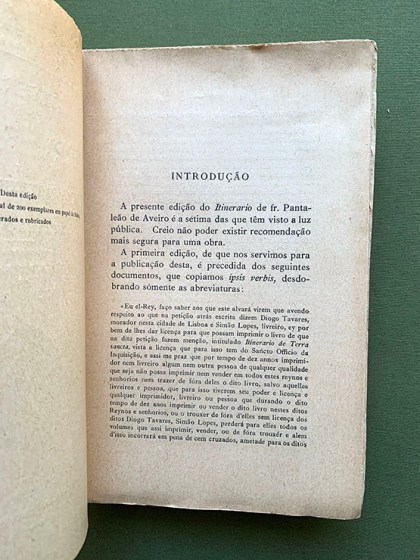 Desta edição
al de 200 exemplares em papel de
erados e rubricados
INTRODUÇÃO
A presente edição do Itinerario de fr. Panta-
leão de Aveiro é a sétima das que têm visto a luz
pública. Creio não poder existir recomendação
mais segura para uma obra.
A primeira edição, de que nos servimos para
a publicação desta, é precedida dos seguintes
documentos, que copiamos ipsis verbis, desdo-
brando sòmente as abreviaturas:
«Eu el-Rey, faço saber aos que este alvará virem que avendo
respeito ao que na petição atrás escrita dizem Diogo Tavares,
morador nesta cidade de Lisboa e Simão Lopes, livreiro, ey por
bem de lhes dar licença para que possam imprimir o livro de que
na dita petição fazem menção, intitulado Itinerario de Terra
sancta, vista a licença que para isso tem do Sancto Officio da
Inquisição, e assi me praz que por tempo de dez annos imprimi-
dor nem livreiro algum nem outra pessoa de qualquer qualidade
que seja não possa imprimir nem vender em todos estes reynos e
senhorios nem trazer de fóra deles o dito livro, salvo aquelles
livreiros e pessoa, que para isso tiverem seu poder e licença e
qualquer imprimidor, livreiro ou pessoa que durando o dito
tempo de dez anos imprimir ou vender o dito livro nestes ditos
Reynos e senhorios, ou o trouxer de fóra d'elles sem licença dos
ditos Diogo Tavares, Simão Lopes, perderá para elles todos os
volumes que assi imprimir, vender, ou de fóra trouxer e alem
d'isso incorrerá em pena de cem cruzados, ametade para os ditos